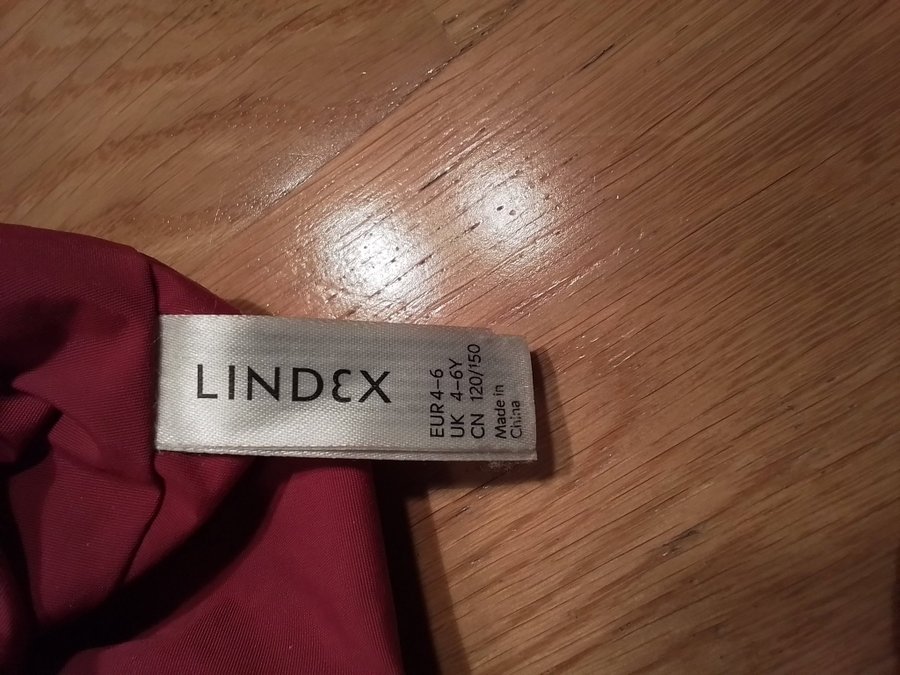 LINDEX
EUR 4–6
UK 4–6Y
CN 120/150
Made in
China